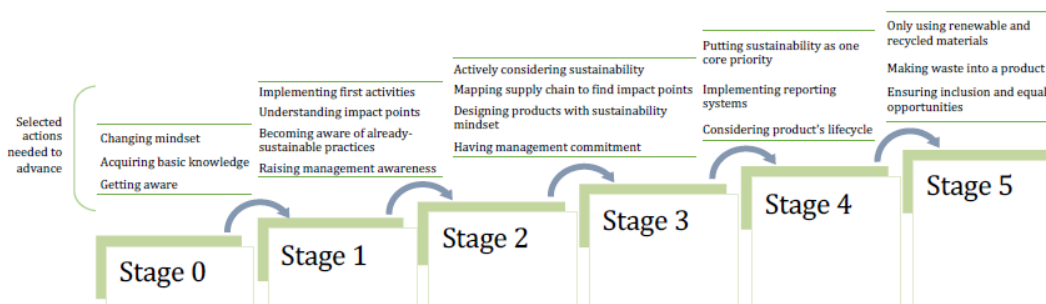 Selected
actions
needed to
advance
Changing mindset
Acquiring basic knowledge
Getting aware
Implementing first activities
Understanding impact points
Becoming aware of already-
sustainable practices
Raising management awareness
Actively considering sustainability
Mapping supply chain to find impact points
Designing products with sustainability
mindset
Having management commitment
Putting sustainability as one
core priority
Implementing reporting
systems
Considering product's lifecycle
Only using renewable and
recycled materials
Making waste into a product
Ensuring inclusion and equal
opportunities
Stage 0
Stage 1
Stage 2
Stage 3
Stage 4
Stage 5